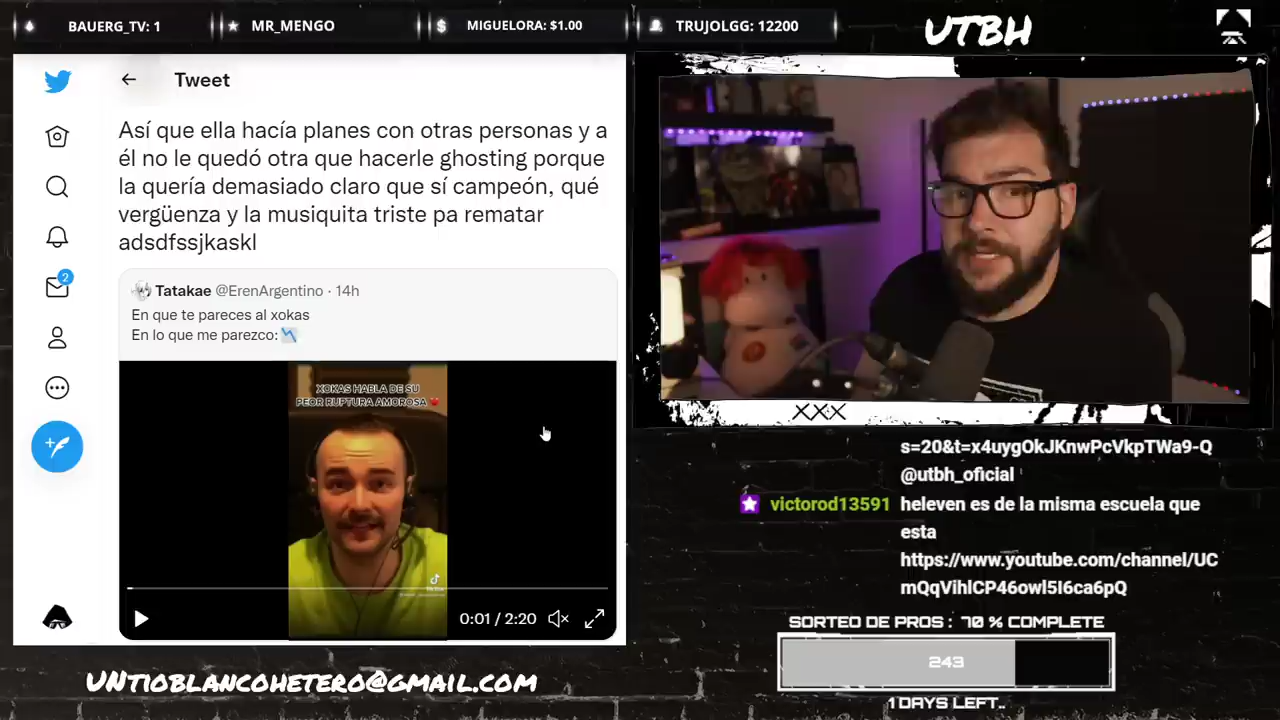 BAUERG_TV: 1
MR_MENGO
MIGUELORA: $1.00
TRUJOLGG: 12200
UTBH
Tweet
Así que ella hacía planes con otras personas y a
él no le quedó otra que hacerle ghosting porque
la quería demasiado claro que sí campeón, qué
vergüenza y la musiquita triste pa rematar
adsdfssjkaskl
2
Tatakae @ErenArgentino · 14h
En que te pareces al xokas
En lo que me parezco:
XOKAS HABLA DE SU
PEOR RUPTURA AMOROSA
0:01 / 2:20
XXX
s=20&t=x4uygOkJKnwPcVkpTWa9-Q
@utbh_oficial
victorod13591 heleven es de la misma escuela que
esta
https://www.youtube.com/channel/UC
mQqVihlCP46owl5I6ca6pQ
SORTEO DE PROS : 70 % COMPLETE
243
1 DAYS LEFT..
UNTIOBLANCOHETERO@GMAIL.COM